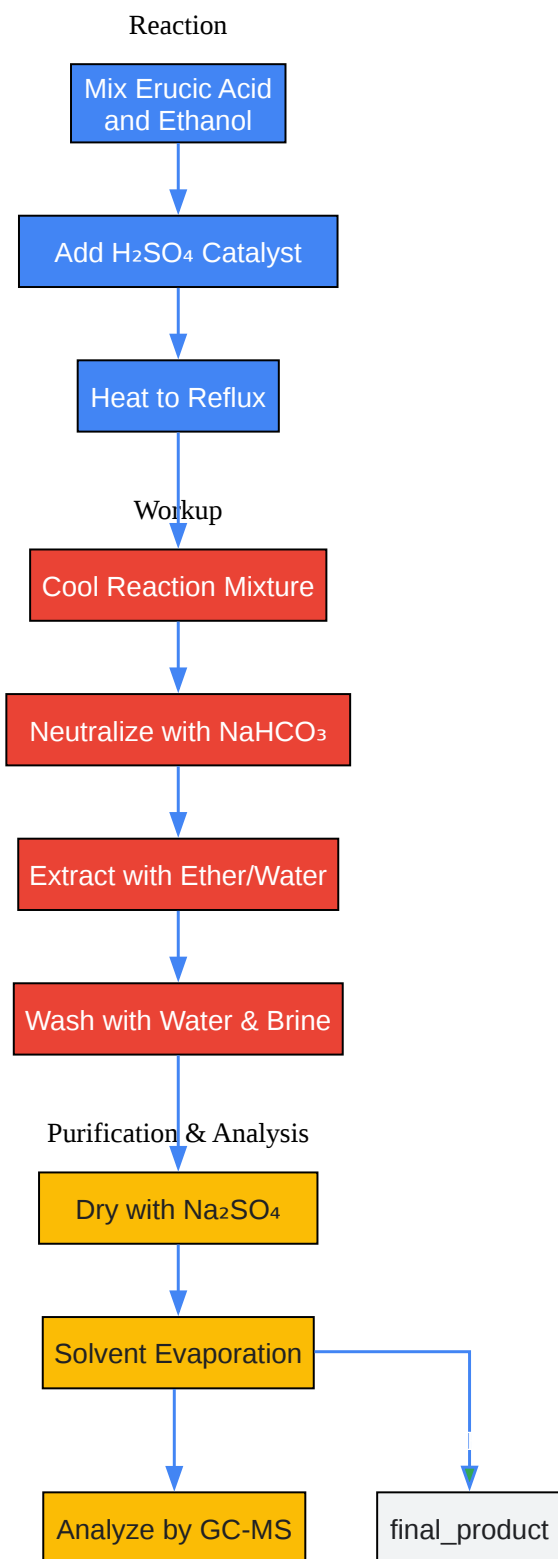 Reaction
Mix Erucic Acid
and Ethanol
Add H₂SO₄ Catalyst
Heat to Reflux
Workup
Cool Reaction Mixture
Neutralize with NaHCO₃
Extract with Ether/Water
Wash with Water & Brine
Purification & Analysis
Dry with Na₂SO₄
Solvent Evaporation
Analyze by GC-MS
final_product